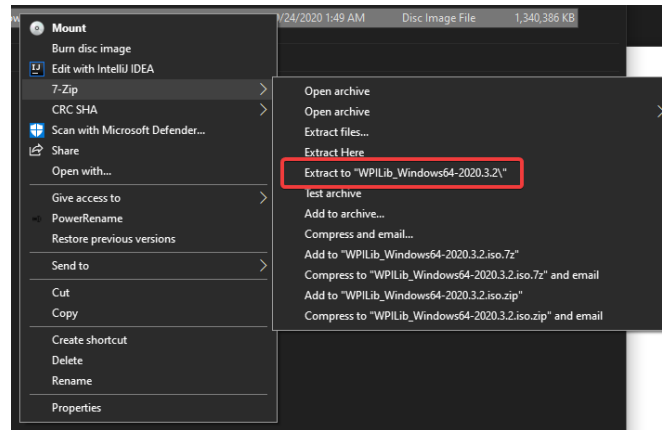 /24/2020 1:49 AM Disc Image File 1,340,386 KB
Mount
Burn disc image
Edit with IntelliJ IDEA
7-Zip
CRC SHA
Scan with Microsoft Defender...
Share
Open with...
Give access to
PowerRename
Restore previous versions
Send to
Cut
Copy
Create shortcut
Delete
Rename
Properties
Open archive
Open archive
Extract files...
Extract Here
Extract to "WPILib_Windows64-2020.3.2\"
Test archive
Add to archive...
Compress and email...
Add to "WPILib_Windows64-2020.3.2.iso.7z"
Compress to "WPILib_Windows64-2020.3.2.iso.7z" and email
Add to "WPILib_Windows64-2020.3.2.iso.zip"
Compress to "WPILib_Windows64-2020.3.2.iso.zip" and email